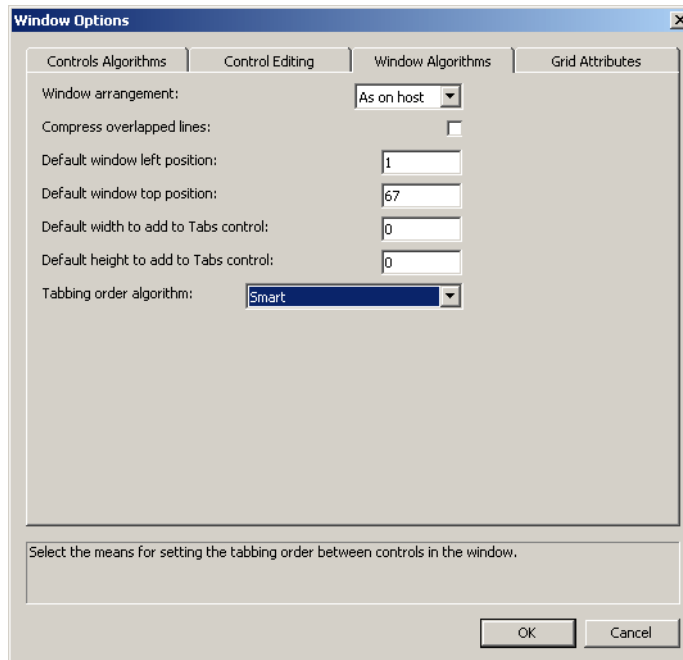 Window Options
Controls Algorithms Control Editing Window Algorithms Grid Attributes
Window arrangement: As on host
Compress overlapped lines:
Default window left position: 1
Default window top position: 67
Default width to add to Tabs control: 0
Default height to add to Tabs control: 0
Tabbing order algorithm: Smart
Select the means for setting the tabbing order between controls in the window.
OK Cancel